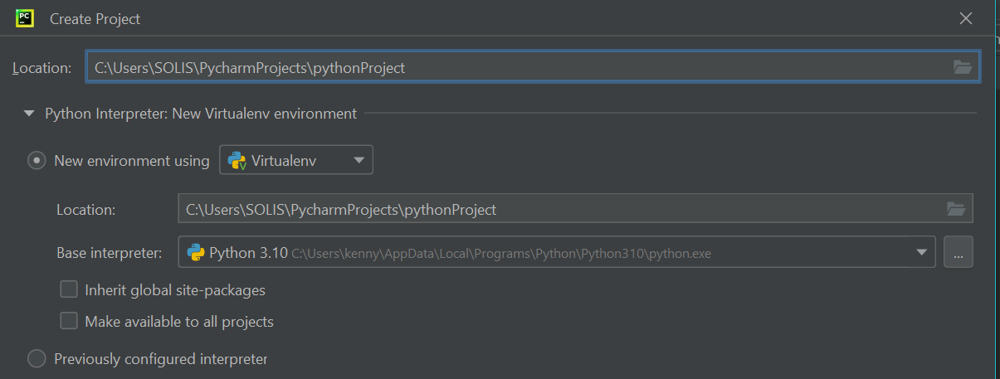 PC
Create Project
Location: C:\Users\SOLIS\PycharmProjects\pythonProject
Python Interpreter: New Virtualenv environment
New environment using Virtualenv
Location: C:\Users\SOLIS\PycharmProjects\pythonProject
Base interpreter: Python 3.10 C:\Users\kenny\AppData\Local\Programs\Python\Python310\python.exe ...
Inherit global site-packages
Make available to all projects
Previously configured interpreter